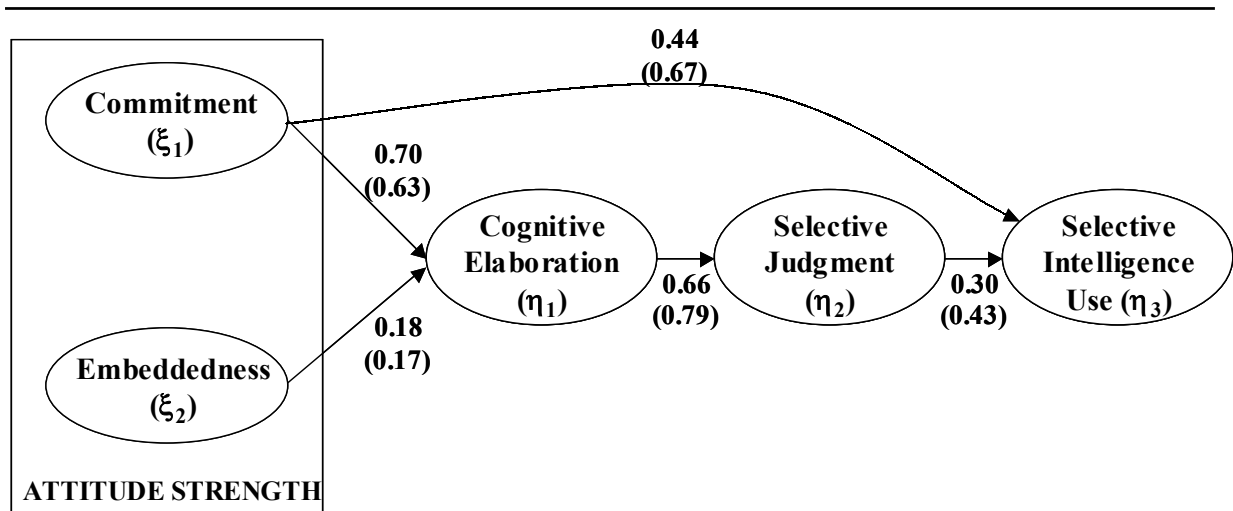 0.44
(0.67)
Commitment
(ξ1)
0.70
(0.63)
Cognitive
Elaboration
(η1)
Selective
Judgment
(η2)
Selective
Intelligence
Use (η3)
0.66
(0.79)
0.30
(0.43)
0.18
(0.17)
Embeddedness
(ξ2)
ATTITUDE STRENGTH